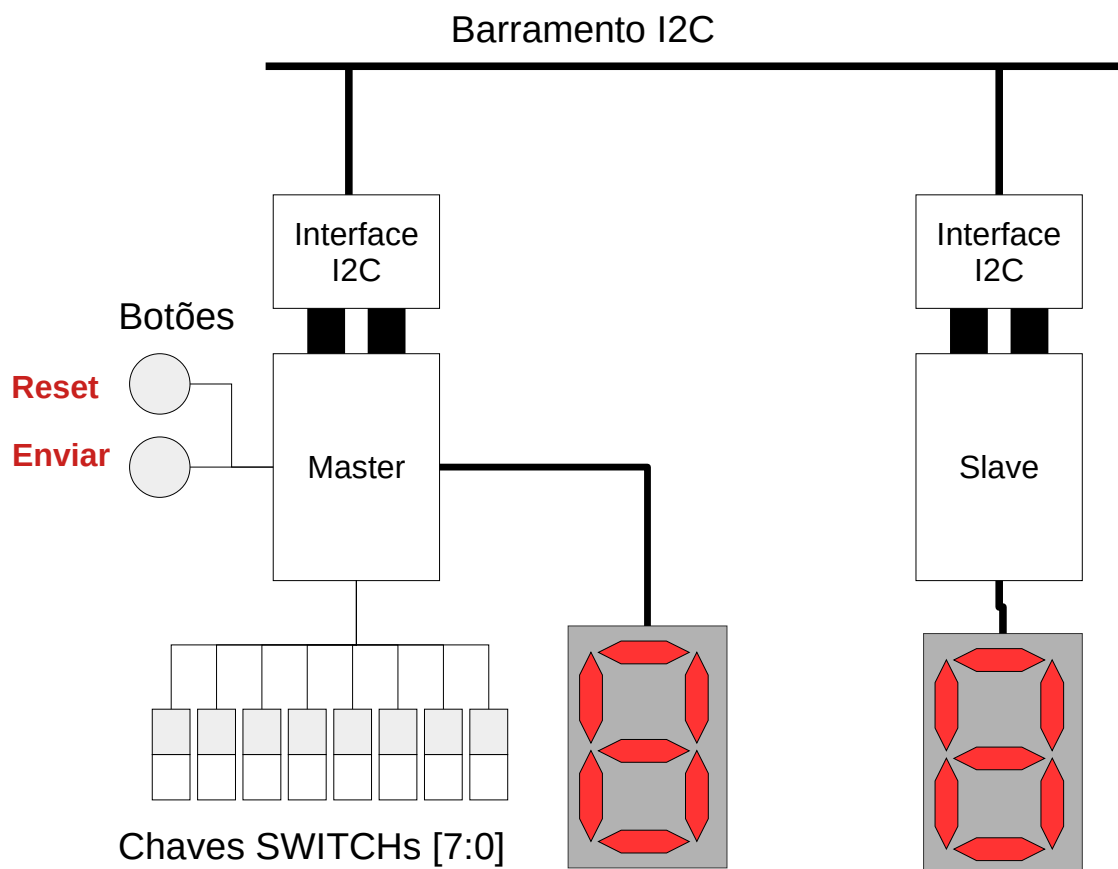 Barramento I2C
Interface
I2C
Interface
I2C
Botões
Reset
Enviar
Master
Slave
Chaves SWITCHs [7:0]